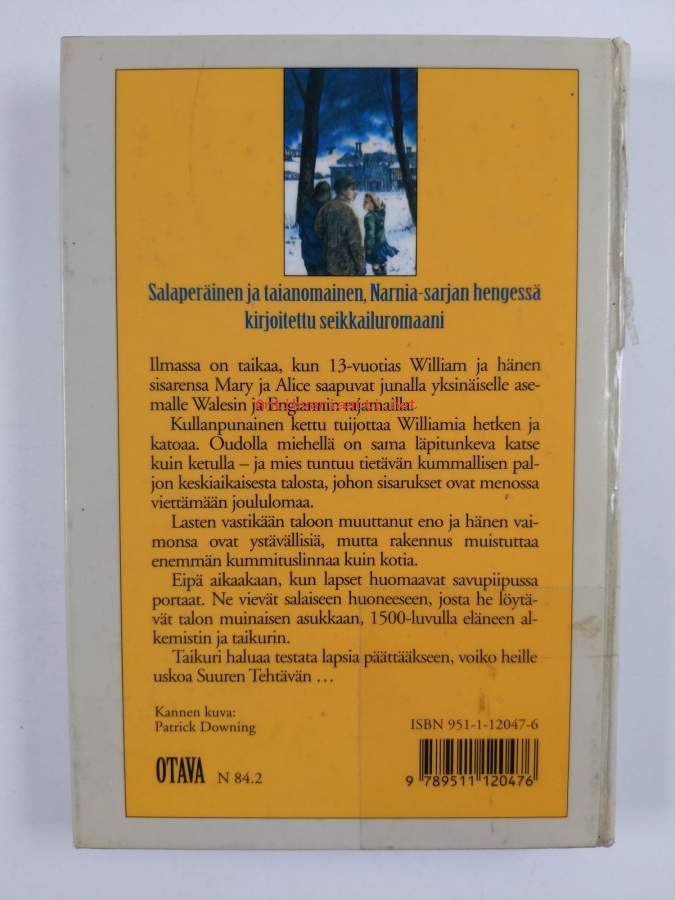 Salaperäinen ja taianomainen, Narnia-sarjan hengessä
kirjoitettu seikkailuromaani
Ilmassa on taikaa, kun 13-vuotias William ja hänen
sisarensa Mary ja Alice saapuvat junalla yksinäiselle ase-
malle Walesin ja Englannin rajamailla.
Kullanpunainen kettu tuijottaa Williamia hetken ja
katoaa. Oudolla miehellä on sama läpitunkeva katse
kuin ketulla – ja mies tuntuu tietävän kummallisen pal-
jon keskiaikaisesta talosta, johon sisarukset ovat menossa
viettämään joululomaa.
Lasten vastikään taloon muuttanut eno ja hänen vai-
monsa ovat ystävällisiä, mutta rakennus muistuttaa
enemmän kummituslinnaa kuin kotia.
Eipä aikaakaan, kun lapset huomaavat savupiipussa
portaat. Ne vievät salaiseen huoneeseen, josta he löytä-
vät talon muinaisen asukkaan, 1500-luvulla eläneen al-
kemistin ja taikurin.
Taikuri haluaa testata lapsia päättääkseen, voiko heille
uskoa Suuren Tehtävän …
Kannen kuva:
Patrick Downing
ISBN 951-1-12047-6
OTAVA N 84.2
9 789511 120476